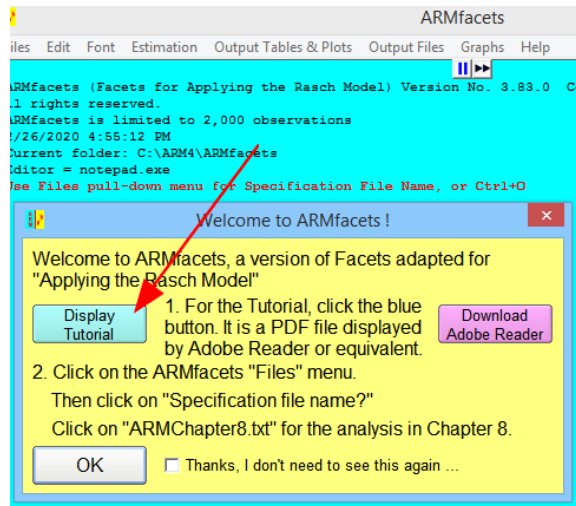 ARMfacets
iles Edit Font Estimation Output Tables & Plots Output Files Graphs Help
ARMfacets (Facets for Applying the Rasch Model) Version No. 3.83.0 C
ll rights reserved.
ARMfacets is limited to 2,000 observations
/26/2020 4:55:12 PM
Current folder: C:\ARM4\ARMfacets
Editor = notepad.exe
Use Files pull-down menu for Specification File Name, or Ctrl+O
Welcome to ARMfacets !
Welcome to ARMfacets, a version of Facets adapted for
"Applying the Rasch Model"
Display
Tutorial
1. For the Tutorial, click the blue
button. It is a PDF file displayed
by Adobe Reader or equivalent.
Download
Adobe Reader
2. Click on the ARMfacets "Files" menu.
Then click on "Specification file name?"
Click on "ARMChapter8.txt" for the analysis in Chapter 8.
OK
Thanks, I don't need to see this again ...